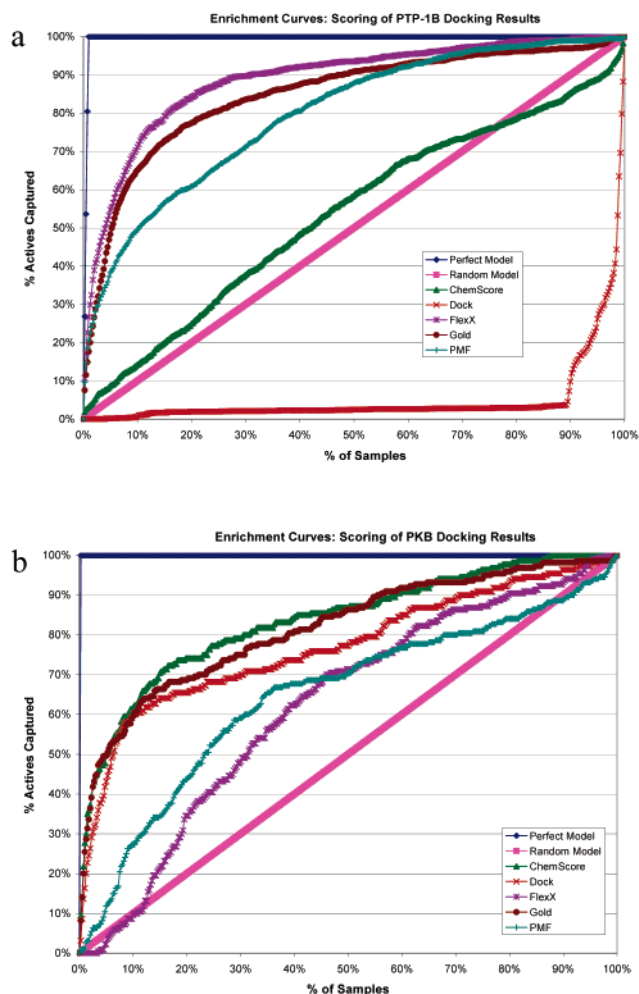 a
Enrichment Curves: Scoring of PTP-1B Docking Results
% Actives Captured
100%
90%
80%
70%
60%
50%
40%
30%
20%
10%
0%
Perfect Model
Random Model
ChemScore
Dock
FlexX
Gold
PMF
0% 10% 20% 30% 40% 50% 60% 70% 80% 90% 100%
% of Samples
b
Enrichment Curves: Scoring of PKB Docking Results
% Actives Captured
100%
90%
80%
70%
60%
50%
40%
30%
20%
10%
0%
Perfect Model
Random Model
ChemScore
Dock
FlexX
Gold
PMF
0% 10% 20% 30% 40% 50% 60% 70% 80% 90% 100%
% of Samples